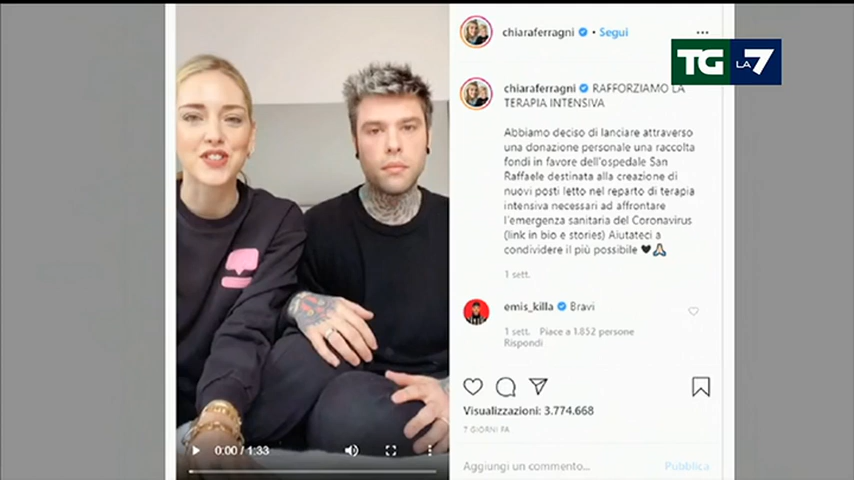 chiaraferragni • Segui
TG LA 7
chiaraferragni RAFFORZIAMO LA
TERAPIA INTENSIVA
Abbiamo deciso di lanciare attraverso
una donazione personale una raccolta
fondi in favore dell'ospedale San
Raffaele destinata alla creazione di
nuovi posti letto nel reparto di terapia
intensiva necessari ad affrontare
l'emergenza sanitaria del Coronavirus
(link in bio e stories) Aiutateci a
condividere il più possibile 🖤🙏🏻
1 sett.
emis_killa Bravi
1 sett. Piace a 1.852 persone
Rispondi
Visualizzazioni: 3.774.668
7 GIORNI FA
Aggiungi un commento... Pubblica
0:00 / 1:33